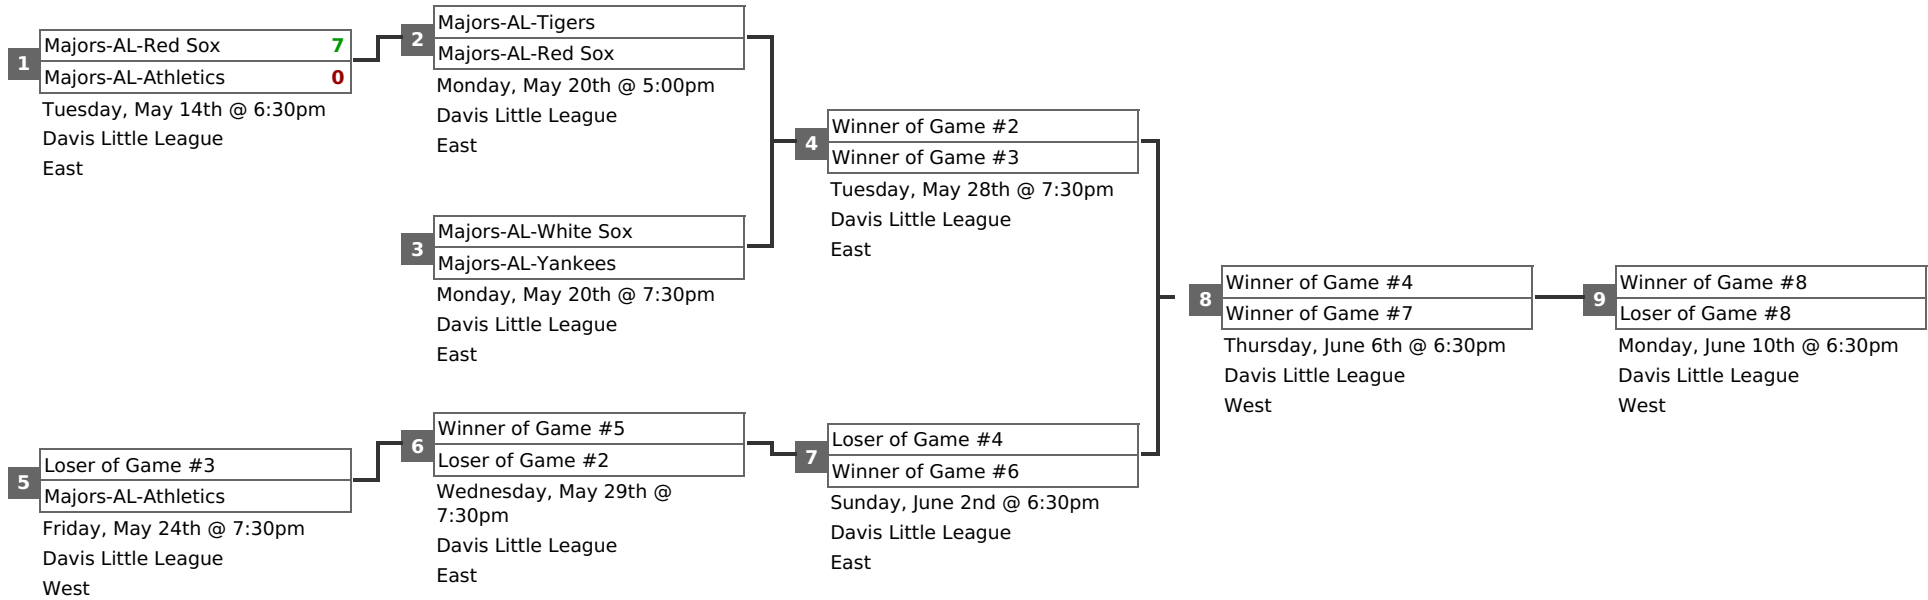 1
Majors-AL-Red Sox 7
Majors-AL-Athletics 0
Tuesday, May 14th @ 6:30pm
Davis Little League
East
2
Majors-AL-Tigers
Majors-AL-Red Sox
Monday, May 20th @ 5:00pm
Davis Little League
East
3
Majors-AL-White Sox
Majors-AL-Yankees
Monday, May 20th @ 7:30pm
Davis Little League
East
4
Winner of Game #2
Winner of Game #3
Tuesday, May 28th @ 7:30pm
Davis Little League
East
5
Loser of Game #3
Majors-AL-Athletics
Friday, May 24th @ 7:30pm
Davis Little League
West
6
Winner of Game #5
Loser of Game #2
Wednesday, May 29th @
7:30pm
Davis Little League
East
7
Loser of Game #4
Winner of Game #6
Sunday, June 2nd @ 6:30pm
Davis Little League
East
8
Winner of Game #4
Winner of Game #7
Thursday, June 6th @ 6:30pm
Davis Little League
West
9
Winner of Game #8
Loser of Game #8
Monday, June 10th @ 6:30pm
Davis Little League
West